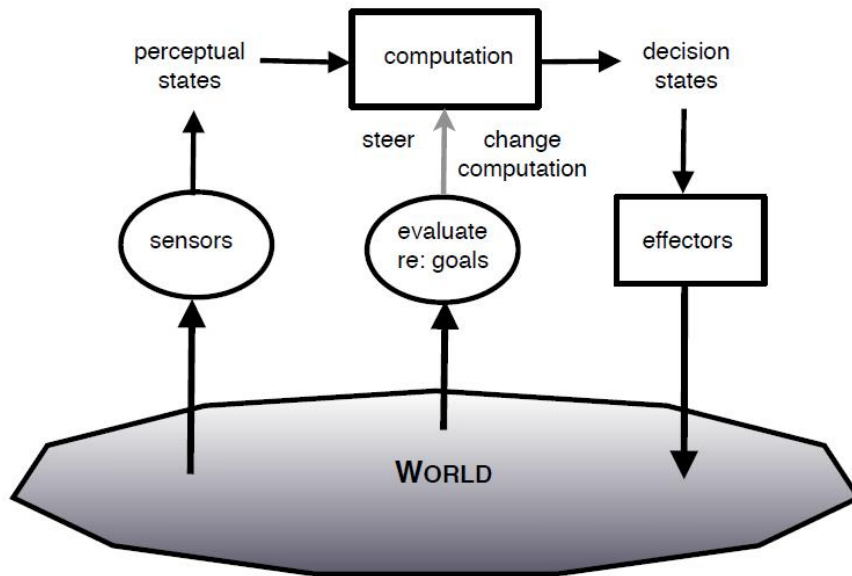 perceptual
states
computation
decision
states
steer
change
computation
sensors
evaluate
re: goals
effectors
WORLD